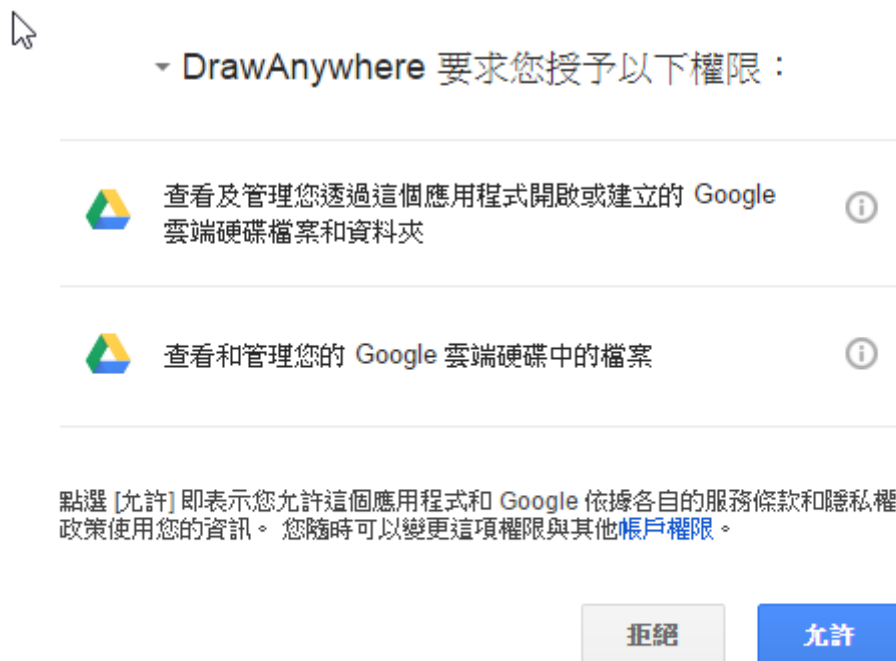 DrawAnywhere 要求您授予以下權限：
查看及管理您透過這個應用程式開啟或建立的 Google
雲端硬碟檔案和資料夾
查看和管理您的 Google 雲端硬碟中的檔案
點選 [允許] 即表示您允許這個應用程式和 Google 依據各自的服務條款和隱私權
政策使用您的資訊。 您隨時可以變更這項權限與其他帳戶權限。
拒絕
允許